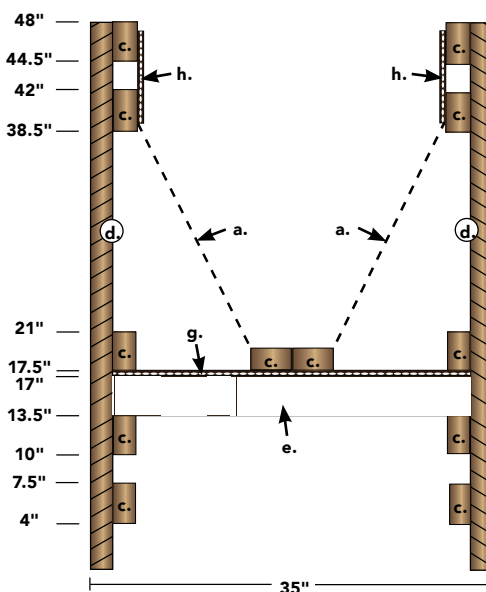 48"
c.
c.
44.5"
h.
h.
42"
c.
c.
38.5"
d.
a.
a.
d.
21"
g.
c.
c.
c.
c.
17.5"
17"
13.5"
c.
c.
e.
10"
7.5"
c.
c.
4"
35"